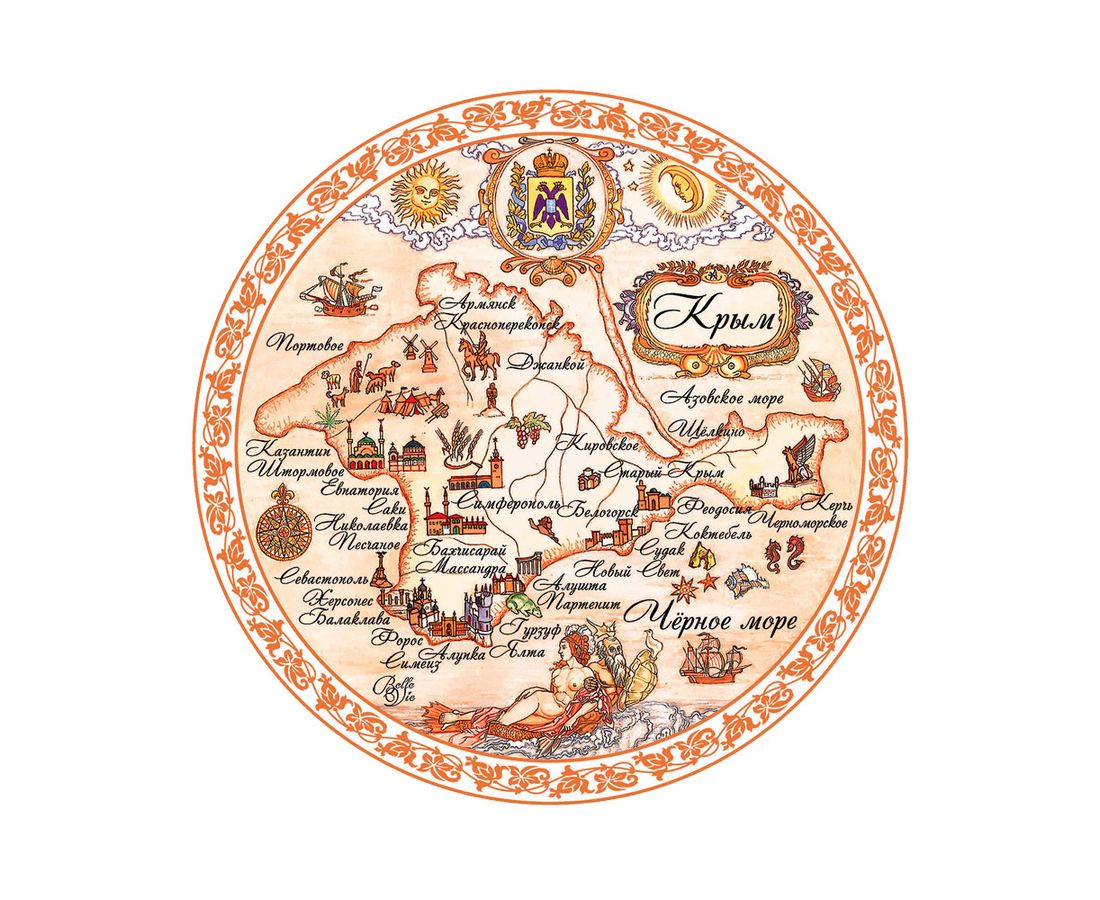 Крым
Армянск
Красноперекопск
Портовое
Джанкой
Азовское море
Щёлкино
Казантип
Штормовое
Евпатория
Саки
Николаевка
Песчаное
Кировское
Старый Крым
Симферополь
Белогорск
Феодосия
Керчь
Черноморское
Коктебель
Судак
Новый Свет
Бахчисарай
Массандра
Севастополь
Херсонес
Балаклава
Алушта
Партенит
Чёрное море
Форос
Гурзуф
Симеиз
Алупка
Ялта
Belle
Vie